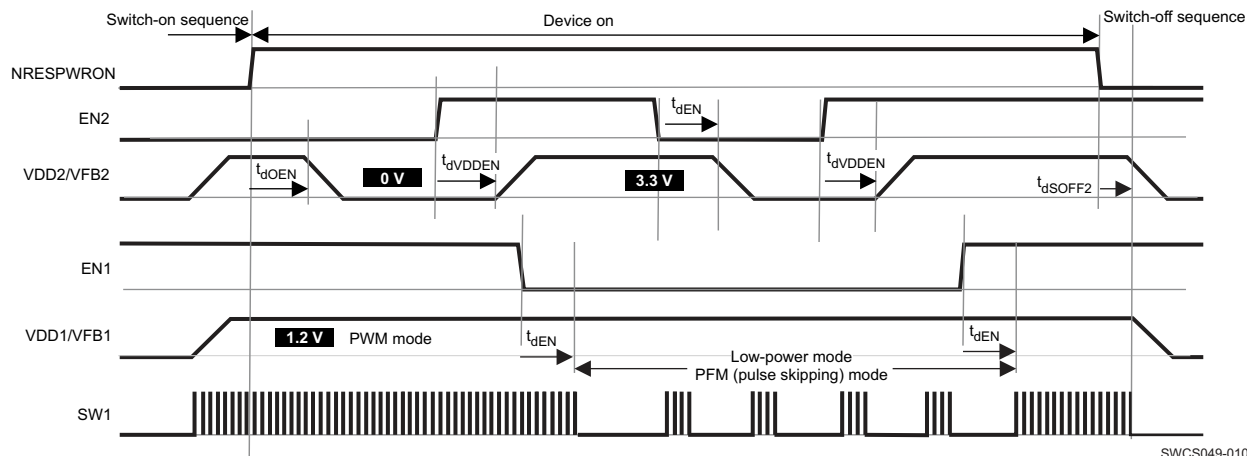 Switch-on sequence
Device on
Switch-off sequence
NRESPWRON
EN2
tdEN
VDD2/VFB2
tdOEN
0 V
tdVDDEN
3.3 V
tdVDDEN
tdSOFF2
EN1
VDD1/VFB1
1.2 V PWM mode
tdEN
Low-power mode
PFM (pulse skipping) mode
tdEN
SW1
SWCS049-010